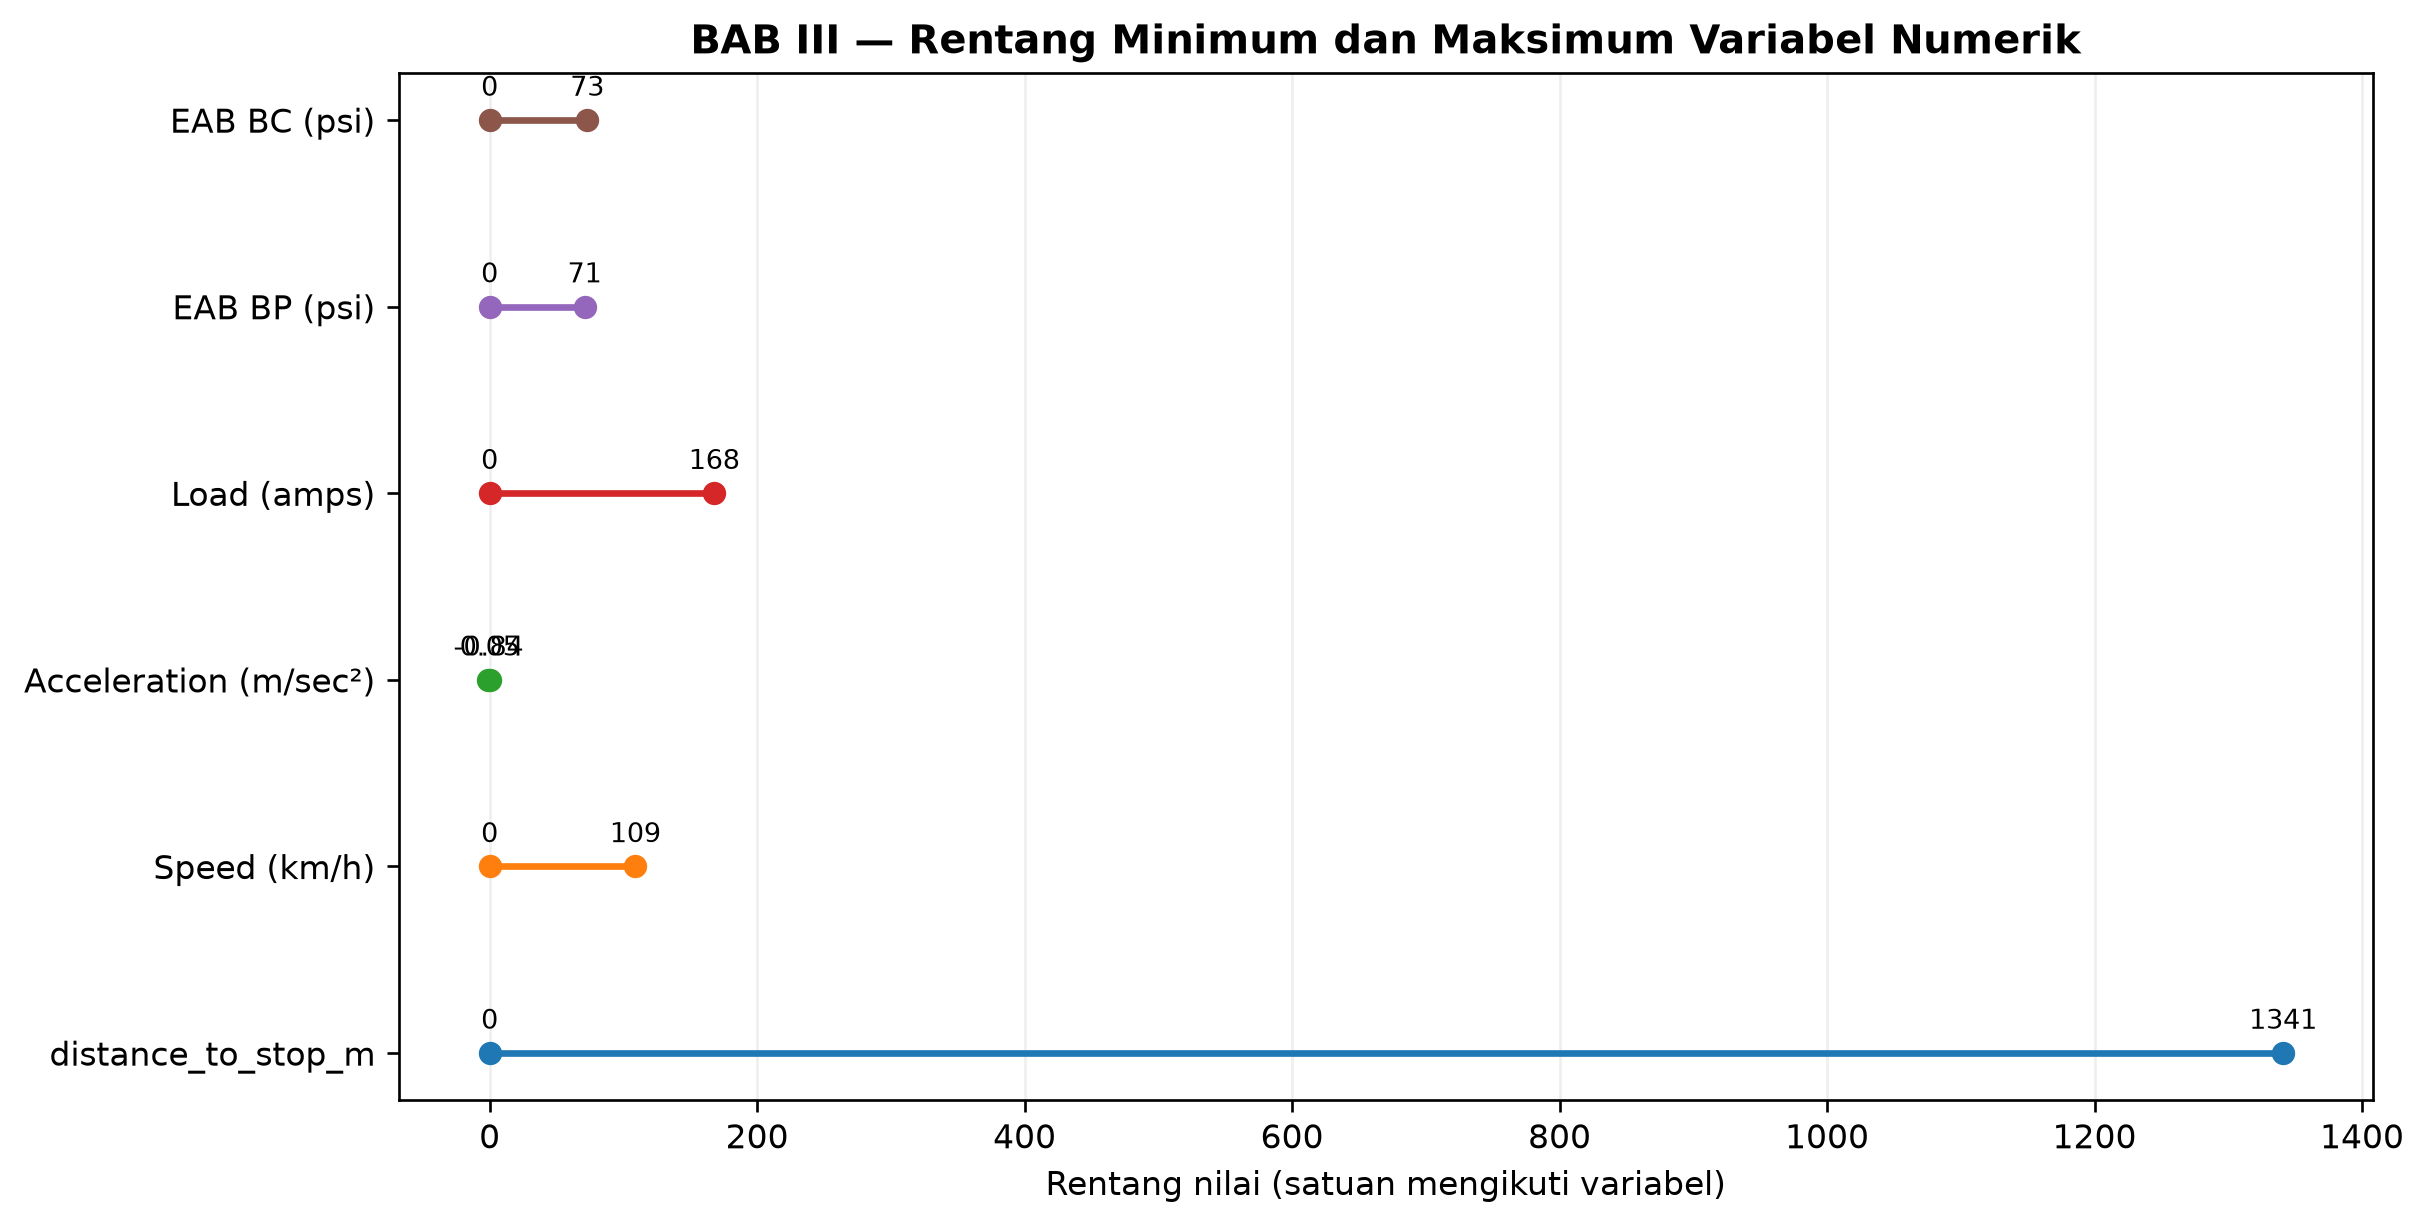 BAB III — Rentang Minimum dan Maksimum Variabel Numerik
0 73
EAB BC (psi)
0 71
EAB BP (psi)
0 168
Load (amps)
Acceleration (m/sec²)
0 109
Speed (km/h)
0 1341
distance_to_stop_m
0 200 400 600 800 1000 1200 1400
Rentang nilai (satuan mengikuti variabel)